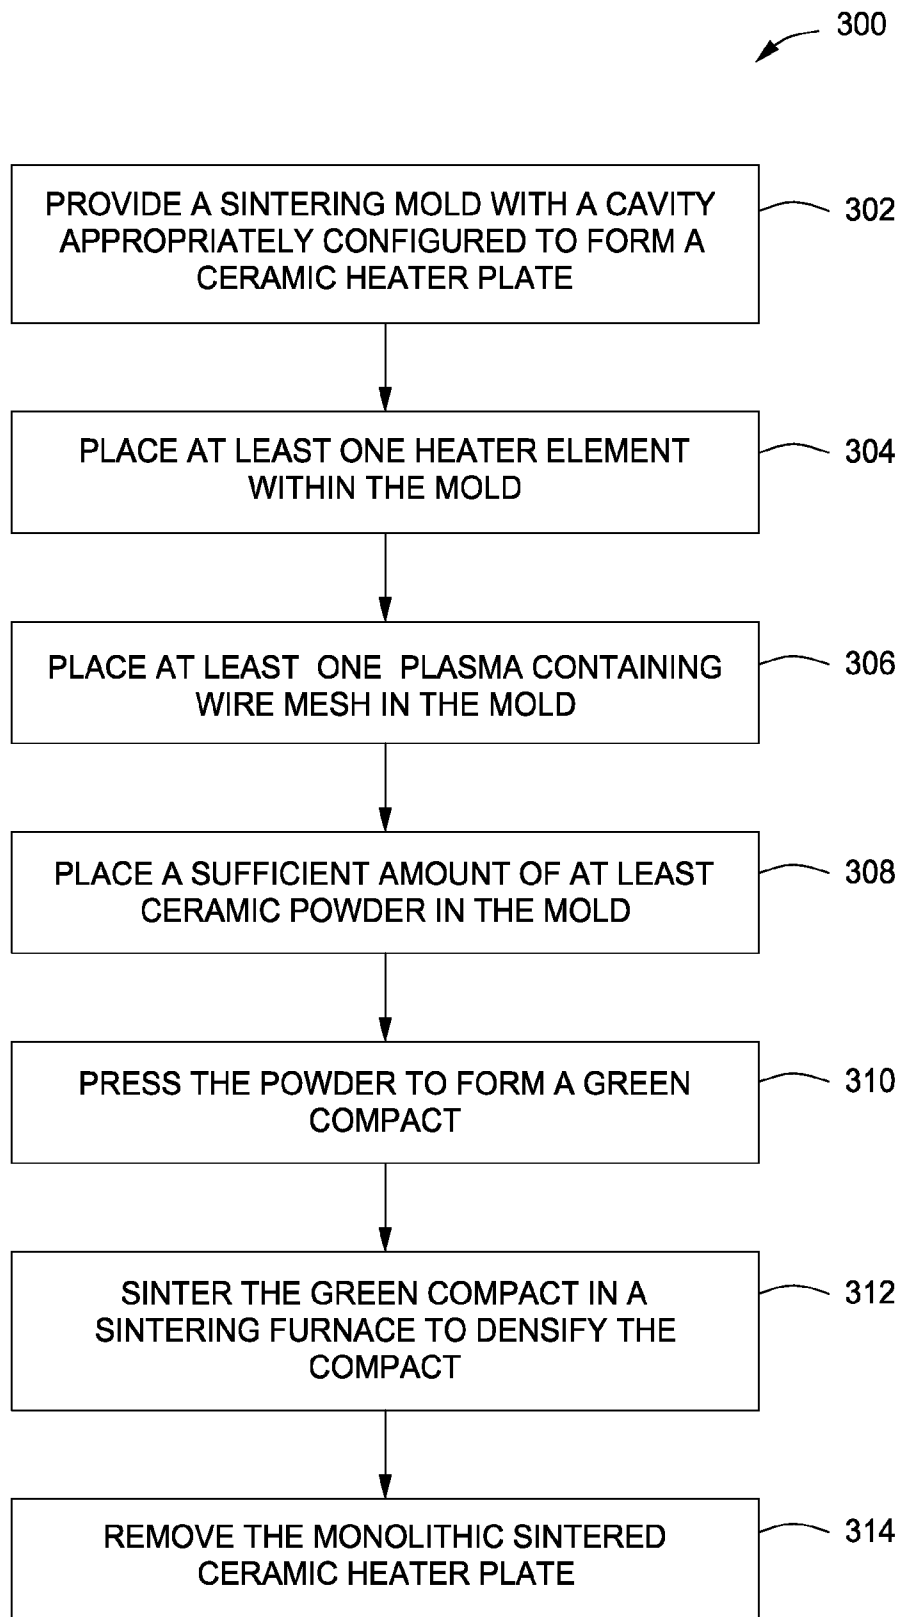 300
PROVIDE A SINTERING MOLD WITH A CAVITY
APPROPRIATELY CONFIGURED TO FORM A
CERAMIC HEATER PLATE
302
PLACE AT LEAST ONE HEATER ELEMENT
WITHIN THE MOLD
304
PLACE AT LEAST ONE PLASMA CONTAINING
WIRE MESH IN THE MOLD
306
PLACE A SUFFICIENT AMOUNT OF AT LEAST
CERAMIC POWDER IN THE MOLD
308
PRESS THE POWDER TO FORM A GREEN
COMPACT
310
SINTER THE GREEN COMPACT IN A
SINTERING FURNACE TO DENSIFY THE
COMPACT
312
REMOVE THE MONOLITHIC SINTERED
CERAMIC HEATER PLATE
314